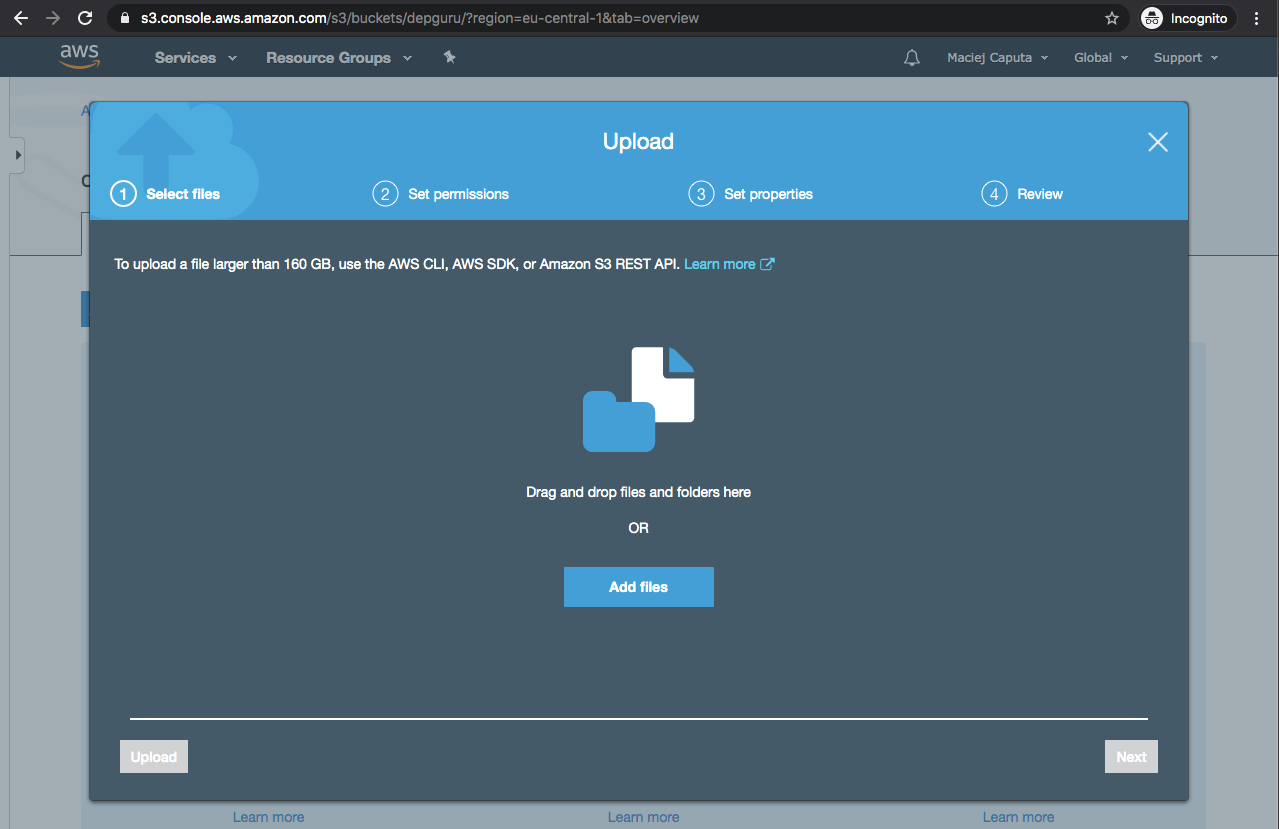 s3.console.aws.amazon.com/s3/buckets/depguru/?region=eu-central-1&tab=overview
Incognito
aws
Services
Resource Groups
Maciej Caputa
Global
Support
Upload
1 Select files
2 Set permissions
3 Set properties
4 Review
To upload a file larger than 160 GB, use the AWS CLI, AWS SDK, or Amazon S3 REST API. Learn more
Drag and drop files and folders here
OR
Add files
Upload
Next
Learn more
Learn more
Learn more